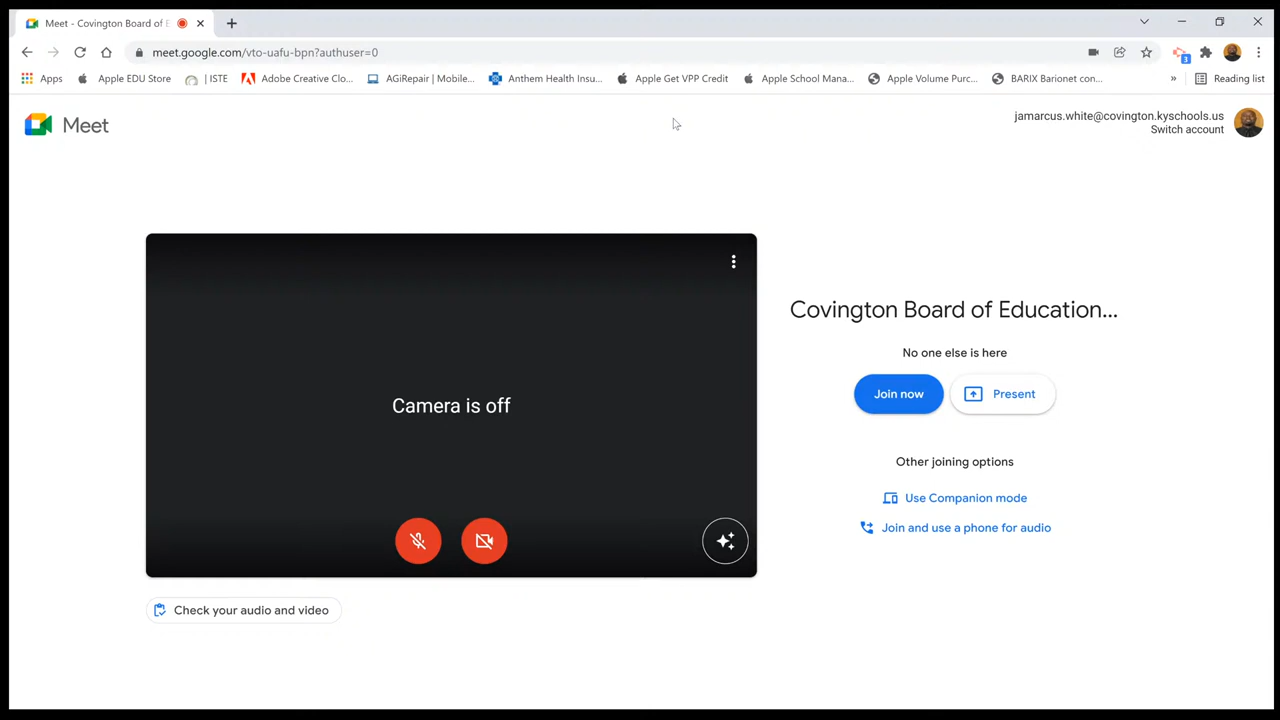 Meet - Covington Board of E
meet.google.com/vto-uafu-bpn?authuser=0
3
Apps
Apple EDU Store
| ISTE
Adobe Creative Clo...
AGiRepair | Mobile...
Anthem Health Insu...
Apple Get VPP Credit
Apple School Mana...
Apple Volume Purc...
BARIX Barionet con...
»
Reading list
Meet
jamarcus.white@covington.kyschools.us
Switch account
Camera is off
Covington Board of Education...
No one else is here
Join now
Present
Other joining options
Use Companion mode
Join and use a phone for audio
Check your audio and video